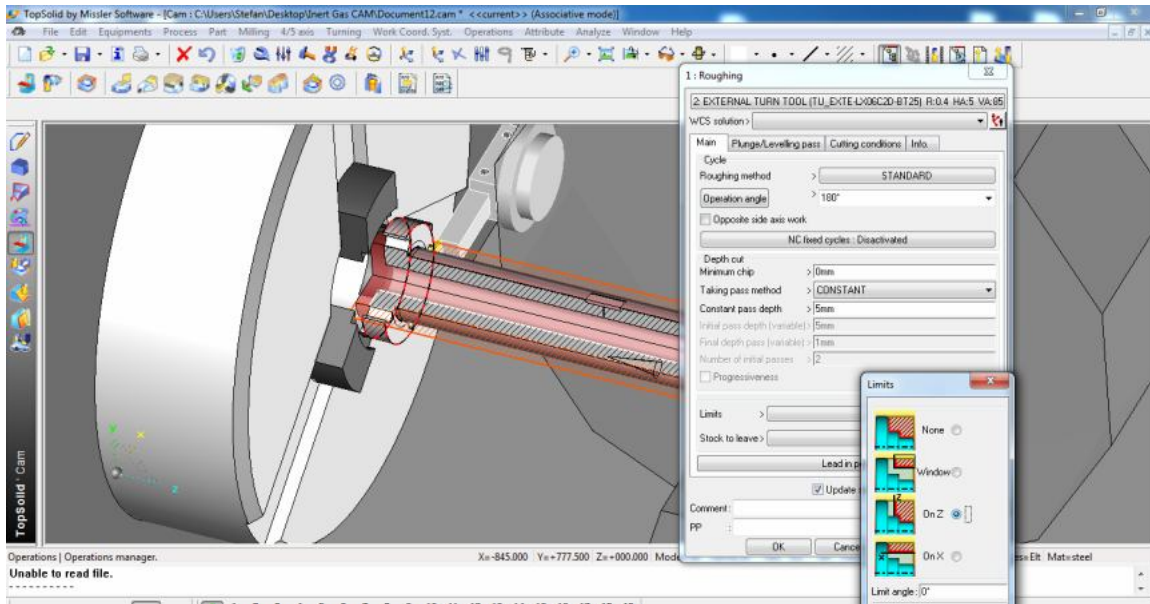 TopSolid by Missler Software - [Cam : C:\Users\Stefan\Desktop\Inert Gas CAM\Document12.cam * <<current>> (Associative mode)]
File Edit Equipments Process Part Milling 4/5 axis Turning Work Coord. Syst. Operations Attribute Analyze Window Help
1 : Roughing
2: EXTERNAL TURN TOOL (TU_EXTE-LX06C2D-BT25) R:0.4 HA:5 VA:85
WCS solution >
Main Plunge/Levelling pass Cutting conditions Info.
Cycle
Roughing method > STANDARD
Operation angle > 180°
Opposite side axis work
NC fixed cycles : Disactivated
Depth cut
Minimum chip > 0mm
Taking pass method > CONSTANT
Constant pass depth > 5mm
Initial pass depth (variable) > 5mm
Final depth pass (variable) > 1mm
Number of initial passes > 2
Progressiveness
Limits >
Stock to leave >
Lead in p
Update
Comment :
PP :
OK Cance
Limits
None
Window
Z
On Z
X
On X
Limit angle : 0°
Y
X
Z
TopSolid'Cam
Operations | Operations manager.
X=-845.000 Y=+777.500 Z=+000.000 Mode
es=Elt Mat=steel
Unable to read file.
----------